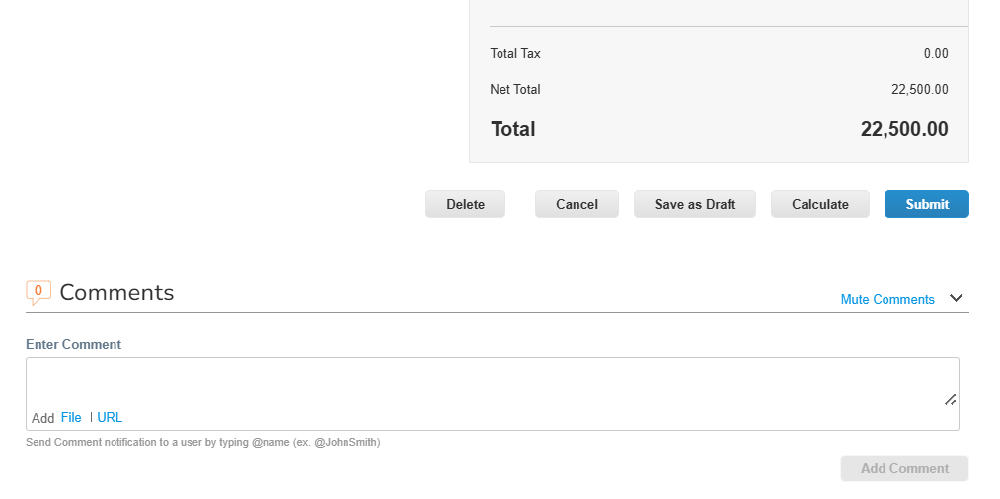 Total Tax 0.00
Net Total 22,500.00
Total 22,500.00
Delete Cancel Save as Draft Calculate Submit
0 Comments Mute Comments
Enter Comment
Add File | URL
Send Comment notification to a user by typing @name (ex. @JohnSmith)
Add Comment